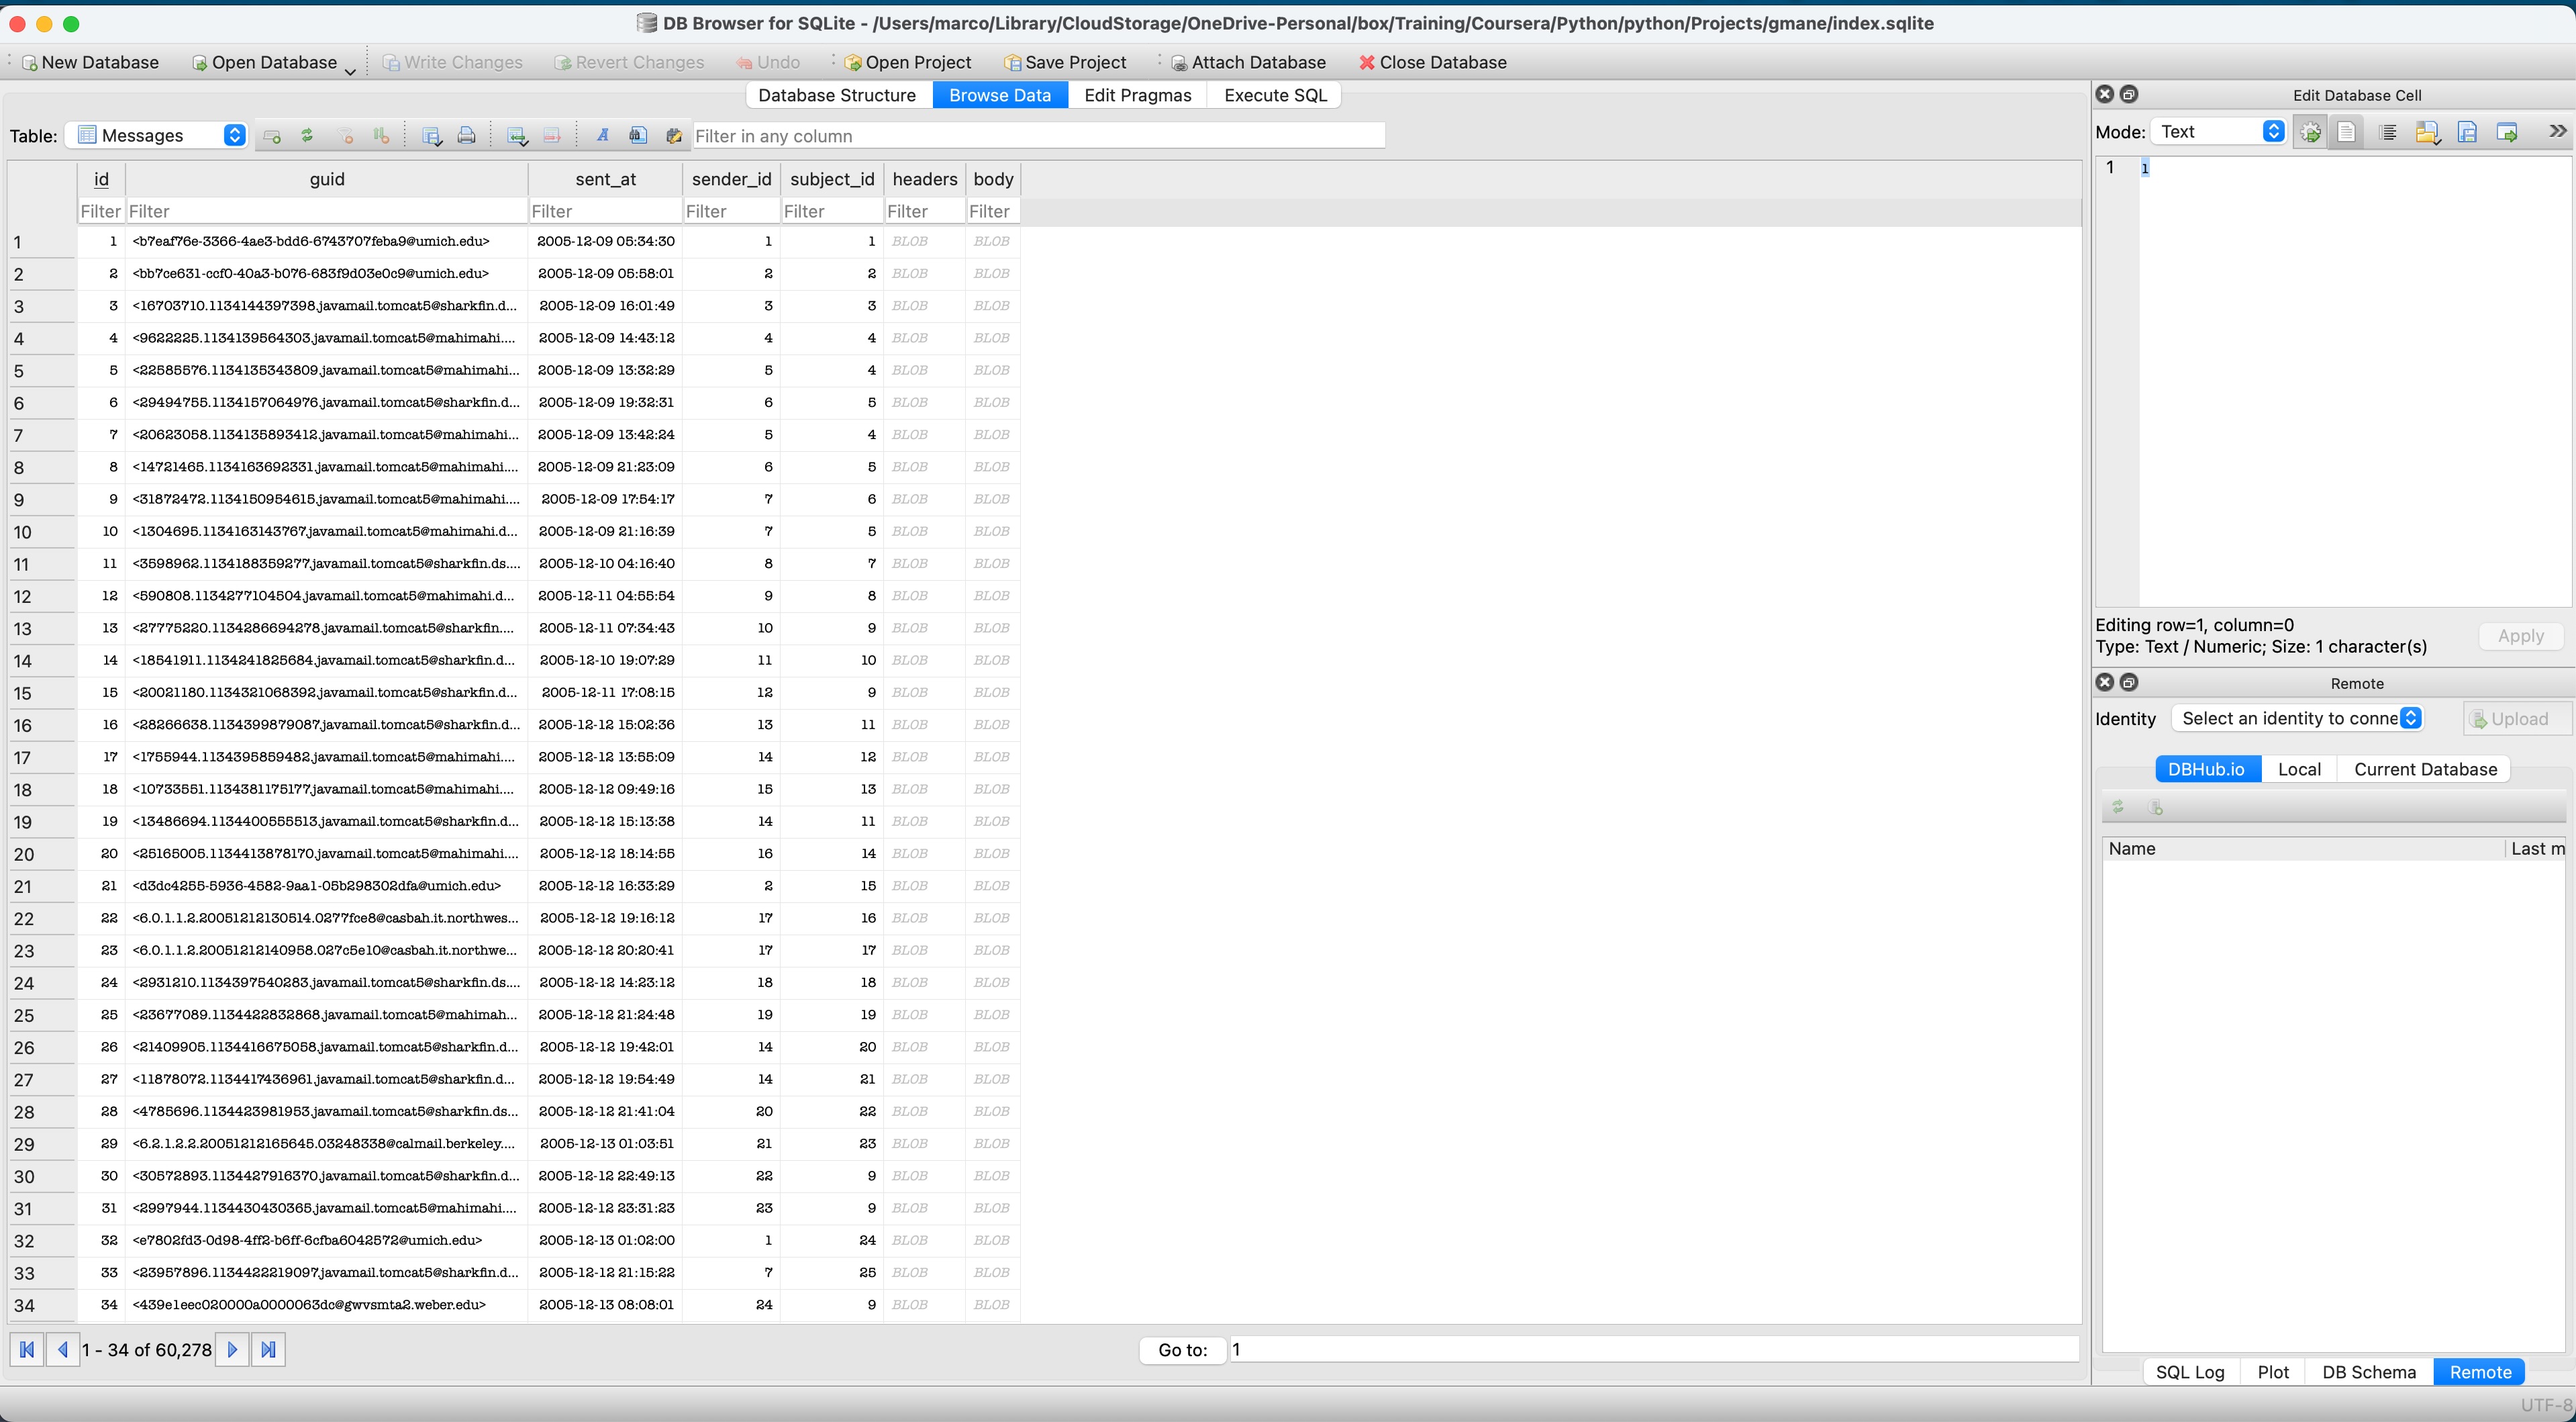 DB Browser for SQLite - /Users/marco/Library/CloudStorage/OneDrive-Personal/box/Training/Coursera/Python/python/Projects/gmane/index.sqlite
New Database Open Database Write Changes Revert Changes Undo Open Project Save Project Attach Database Close Database
Database Structure Browse Data Edit Pragmas Execute SQL
Table: Messages Filter in any column
id guid sent_at sender_id subject_id headers body
Filter Filter Filter Filter Filter Filter Filter
1 1 <b7eaf76e-3366-4ae3-bdd6-6743707feba9@umich.edu> 2005-12-09 05:34:30 1 1 BLOB BLOB
2 2 <bb7ce631-ccf0-40a3-b076-683f9d03e0c9@umich.edu> 2005-12-09 05:58:01 2 2 BLOB BLOB
3 3 <16703710.1134144397398.javamail.tomcat5@sharkfin.d... 2005-12-09 16:01:49 3 3 BLOB BLOB
4 4 <9622225.1134139564303.javamail.tomcat5@mahimahi.... 2005-12-09 14:43:12 4 4 BLOB BLOB
5 5 <22585576.1134135343809.javamail.tomcat5@mahimahi... 2005-12-09 13:32:29 5 4 BLOB BLOB
6 6 <29494755.1134157064976.javamail.tomcat5@sharkfin.d... 2005-12-09 19:32:31 6 5 BLOB BLOB
7 7 <20623058.1134135893412.javamail.tomcat5@mahimahi... 2005-12-09 13:42:24 5 4 BLOB BLOB
8 8 <14721465.1134163692331.javamail.tomcat5@mahimahi.... 2005-12-09 21:23:09 6 5 BLOB BLOB
9 9 <31872472.1134150954615.javamail.tomcat5@mahimahi.... 2005-12-09 17:54:17 7 6 BLOB BLOB
10 10 <1304695.1134163143767.javamail.tomcat5@mahimahi.d... 2005-12-09 21:16:39 7 5 BLOB BLOB
11 11 <3598962.1134188359277.javamail.tomcat5@sharkfin.ds.... 2005-12-10 04:16:40 8 7 BLOB BLOB
12 12 <590808.1134277104504.javamail.tomcat5@mahimahi.d... 2005-12-11 04:55:54 9 8 BLOB BLOB
13 13 <27775220.1134286694278.javamail.tomcat5@sharkfin.... 2005-12-11 07:34:43 10 9 BLOB BLOB
14 14 <18541911.1134241825684.javamail.tomcat5@sharkfin.d... 2005-12-10 19:07:29 11 10 BLOB BLOB
15 15 <20021180.1134321068392.javamail.tomcat5@sharkfin.d... 2005-12-11 17:08:15 12 9 BLOB BLOB
16 16 <28266638.1134399879087.javamail.tomcat5@sharkfin.d... 2005-12-12 15:02:36 13 11 BLOB BLOB
17 17 <1755944.1134395859482.javamail.tomcat5@mahimahi.... 2005-12-12 13:55:09 14 12 BLOB BLOB
18 18 <10733551.1134381175177.javamail.tomcat5@mahimahi.... 2005-12-12 09:49:16 15 13 BLOB BLOB
19 19 <13486694.1134400555513.javamail.tomcat5@sharkfin.d... 2005-12-12 15:13:38 14 11 BLOB BLOB
20 20 <25165005.1134413878170.javamail.tomcat5@mahimahi.... 2005-12-12 18:14:55 16 14 BLOB BLOB
21 21 <d3dc4255-5936-4582-9aa1-05b298302dfa@umich.edu> 2005-12-12 16:33:29 2 15 BLOB BLOB
22 22 <6.0.1.1.2.20051212130514.0277fce8@casbah.it.northwes... 2005-12-12 19:16:12 17 16 BLOB BLOB
23 23 <6.0.1.1.2.20051212140958.027c5e10@casbah.it.northwe... 2005-12-12 20:20:41 17 17 BLOB BLOB
24 24 <2931210.1134397540283.javamail.tomcat5@sharkfin.ds.... 2005-12-12 14:23:12 18 18 BLOB BLOB
25 25 <23677089.1134422832868.javamail.tomcat5@mahimah... 2005-12-12 21:24:48 19 19 BLOB BLOB
26 26 <21409905.1134416675058.javamail.tomcat5@sharkfin.d... 2005-12-12 19:42:01 14 20 BLOB BLOB
27 27 <11878072.1134417436961.javamail.tomcat5@sharkfin.d... 2005-12-12 19:54:49 14 21 BLOB BLOB
28 28 <4785696.1134423981953.javamail.tomcat5@sharkfin.ds... 2005-12-12 21:41:04 20 22 BLOB BLOB
29 29 <6.2.1.2.2.20051212165645.03248338@calmail.berkeley.... 2005-12-13 01:03:51 21 23 BLOB BLOB
30 30 <30572893.1134427916370.javamail.tomcat5@sharkfin.d... 2005-12-12 22:49:13 22 9 BLOB BLOB
31 31 <2997944.1134430430365.javamail.tomcat5@mahimahi.... 2005-12-12 23:31:23 23 9 BLOB BLOB
32 32 <e7802fd3-0d98-4ff2-b6ff-6cfba6042572@umich.edu> 2005-12-13 01:02:00 1 24 BLOB BLOB
33 33 <23957896.1134422219097.javamail.tomcat5@sharkfin.d... 2005-12-12 21:15:22 7 25 BLOB BLOB
34 34 <439e1eec020000a0000063dc@gwvsmta2.weber.edu> 2005-12-13 08:08:01 24 9 BLOB BLOB
1 - 34 of 60,278 Go to: 1
Edit Database Cell
Mode: Text
1 1
Editing row=1, column=0
Type: Text / Numeric; Size: 1 character(s)
Apply
Remote
Identity Select an identity to conne Upload
DBHub.io Local Current Database
Name Last m
SQL Log Plot DB Schema Remote
UTF-8